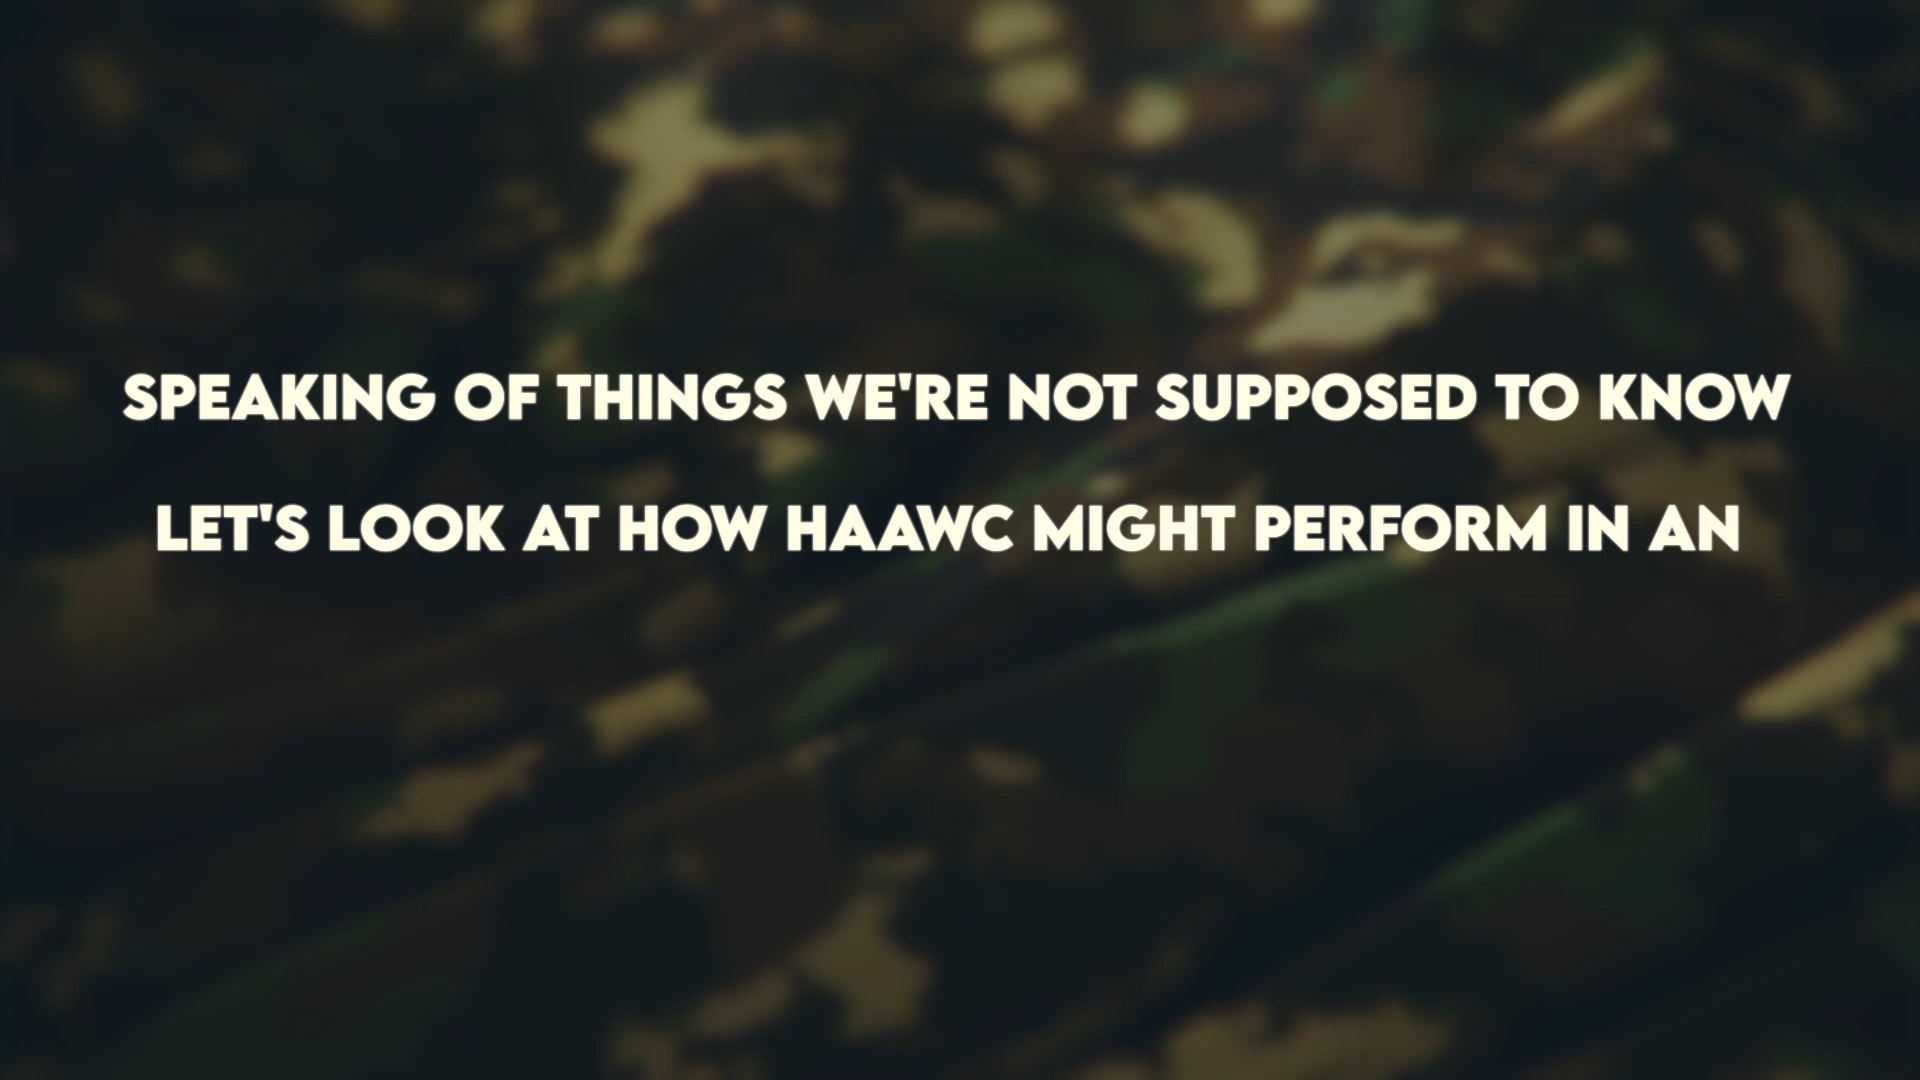 SPEAKING OF THINGS WE'RE NOT SUPPOSED TO KNOW
LET'S LOOK AT HOW HAAWC MIGHT PERFORM IN AN